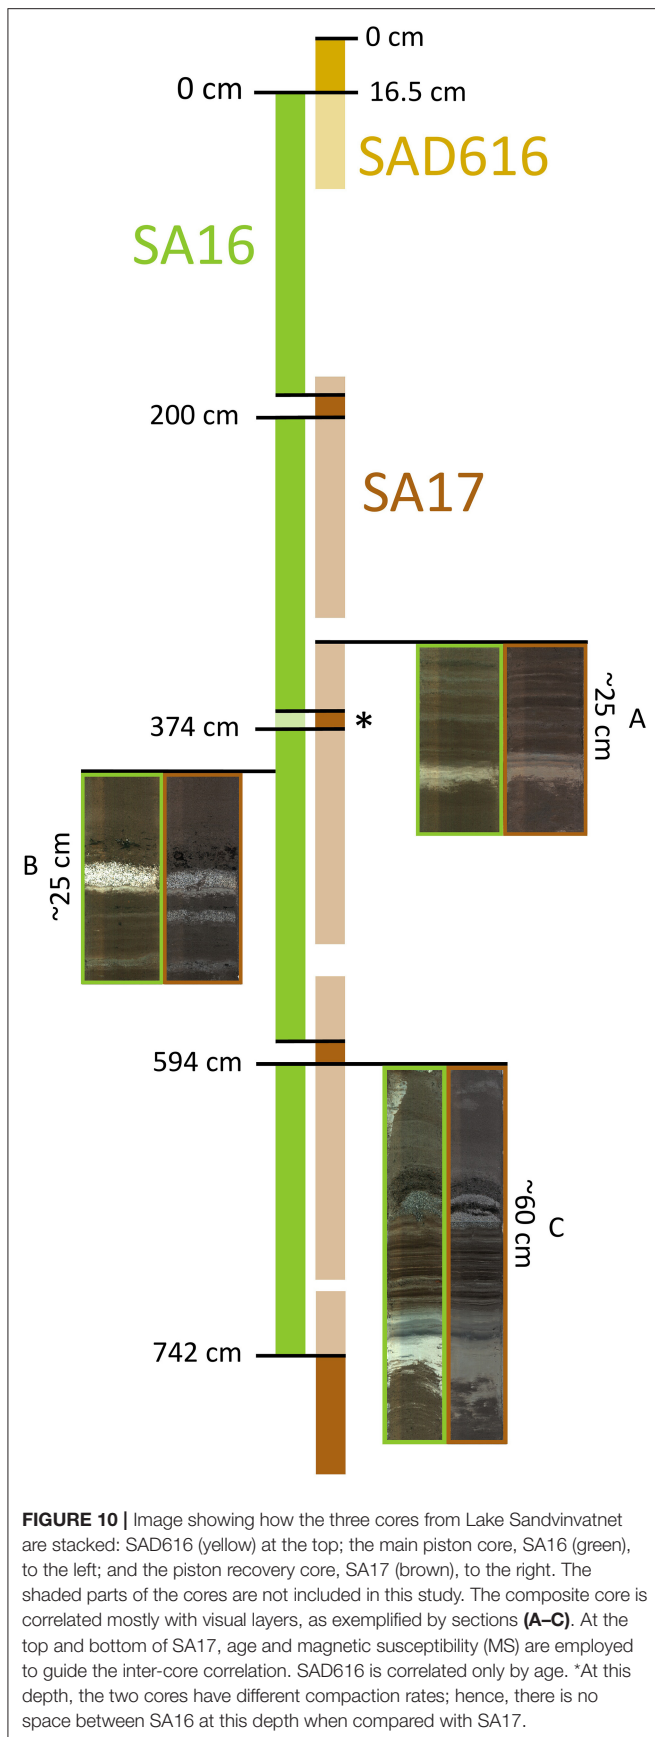 0 cm
0 cm
16.5 cm
SAD616
SA16
200 cm
SA17
~25 cm
A
374 cm
*
B
~25 cm
594 cm
~60 cm
C
742 cm
FIGURE 10 | Image showing how the three cores from Lake Sandvinvatnet
are stacked: SAD616 (yellow) at the top; the main piston core, SA16 (green),
to the left; and the piston recovery core, SA17 (brown), to the right. The
shaded parts of the cores are not included in this study. The composite core is
correlated mostly with visual layers, as exemplified by sections (A–C). At the
top and bottom of SA17, age and magnetic susceptibility (MS) are employed
to guide the inter-core correlation. SAD616 is correlated only by age. *At this
depth, the two cores have different compaction rates; hence, there is no
space between SA16 at this depth when compared with SA17.